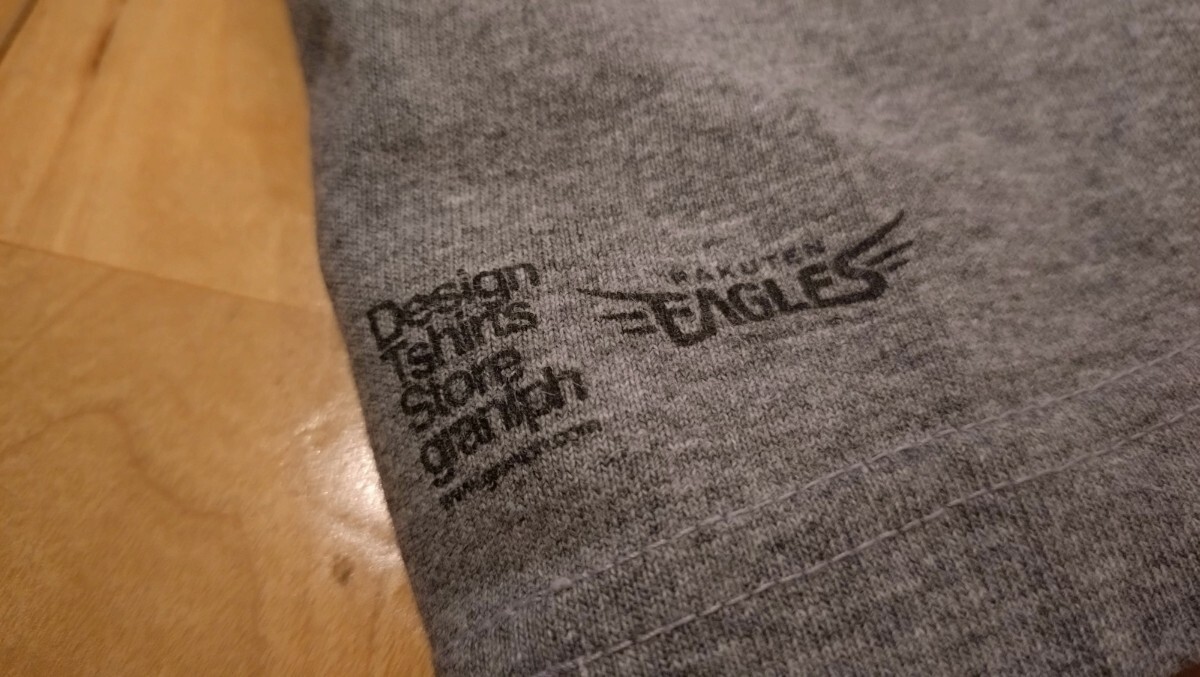 Design
tshirts
Store
graniph
RAKUTEN
EAGLES